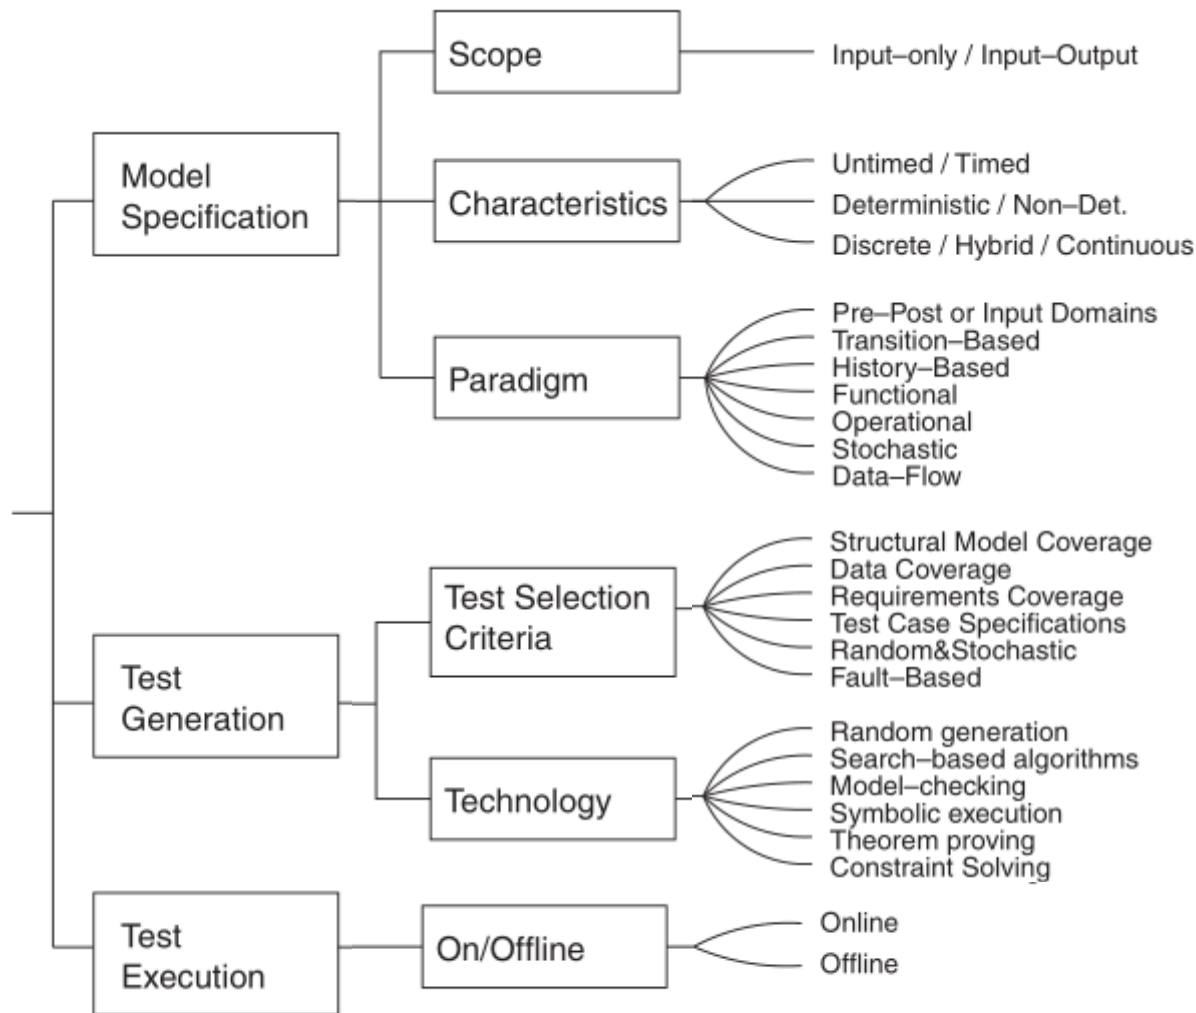 Scope
Input–only / Input–Output
Model
Specification
Characteristics
Untimed / Timed
Deterministic / Non–Det.
Discrete / Hybrid / Continuous
Paradigm
Pre–Post or Input Domains
Transition–Based
History–Based
Functional
Operational
Stochastic
Data–Flow
Test
Generation
Test Selection
Criteria
Structural Model Coverage
Data Coverage
Requirements Coverage
Test Case Specifications
Random&Stochastic
Fault–Based
Technology
Random generation
Search–based algorithms
Model–checking
Symbolic execution
Theorem proving
Constraint Solving
Test
Execution
On/Offline
Online
Offline